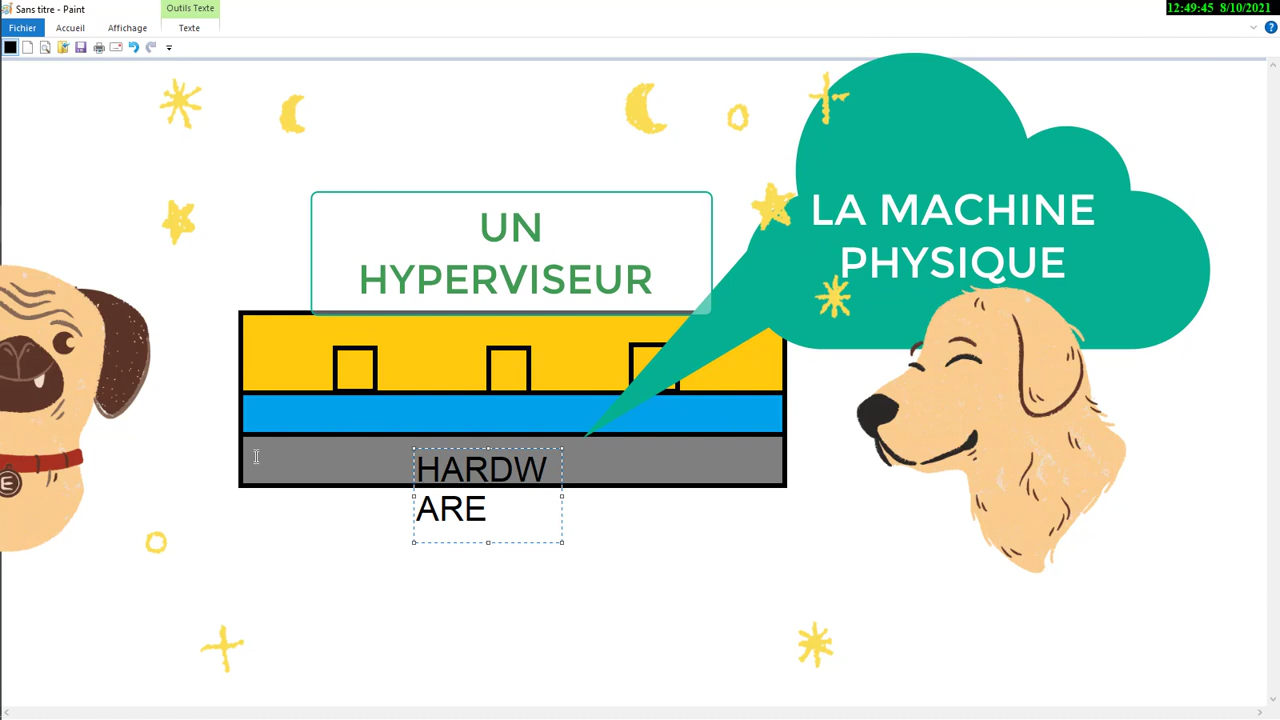 Sans titre - Paint
Outils Texte
12:49:45 8/10/2021
Fichier
Accueil
Affichage
Texte
UN
HYPERVISEUR
LA MACHINE
PHYSIQUE
HARDW
ARE
E